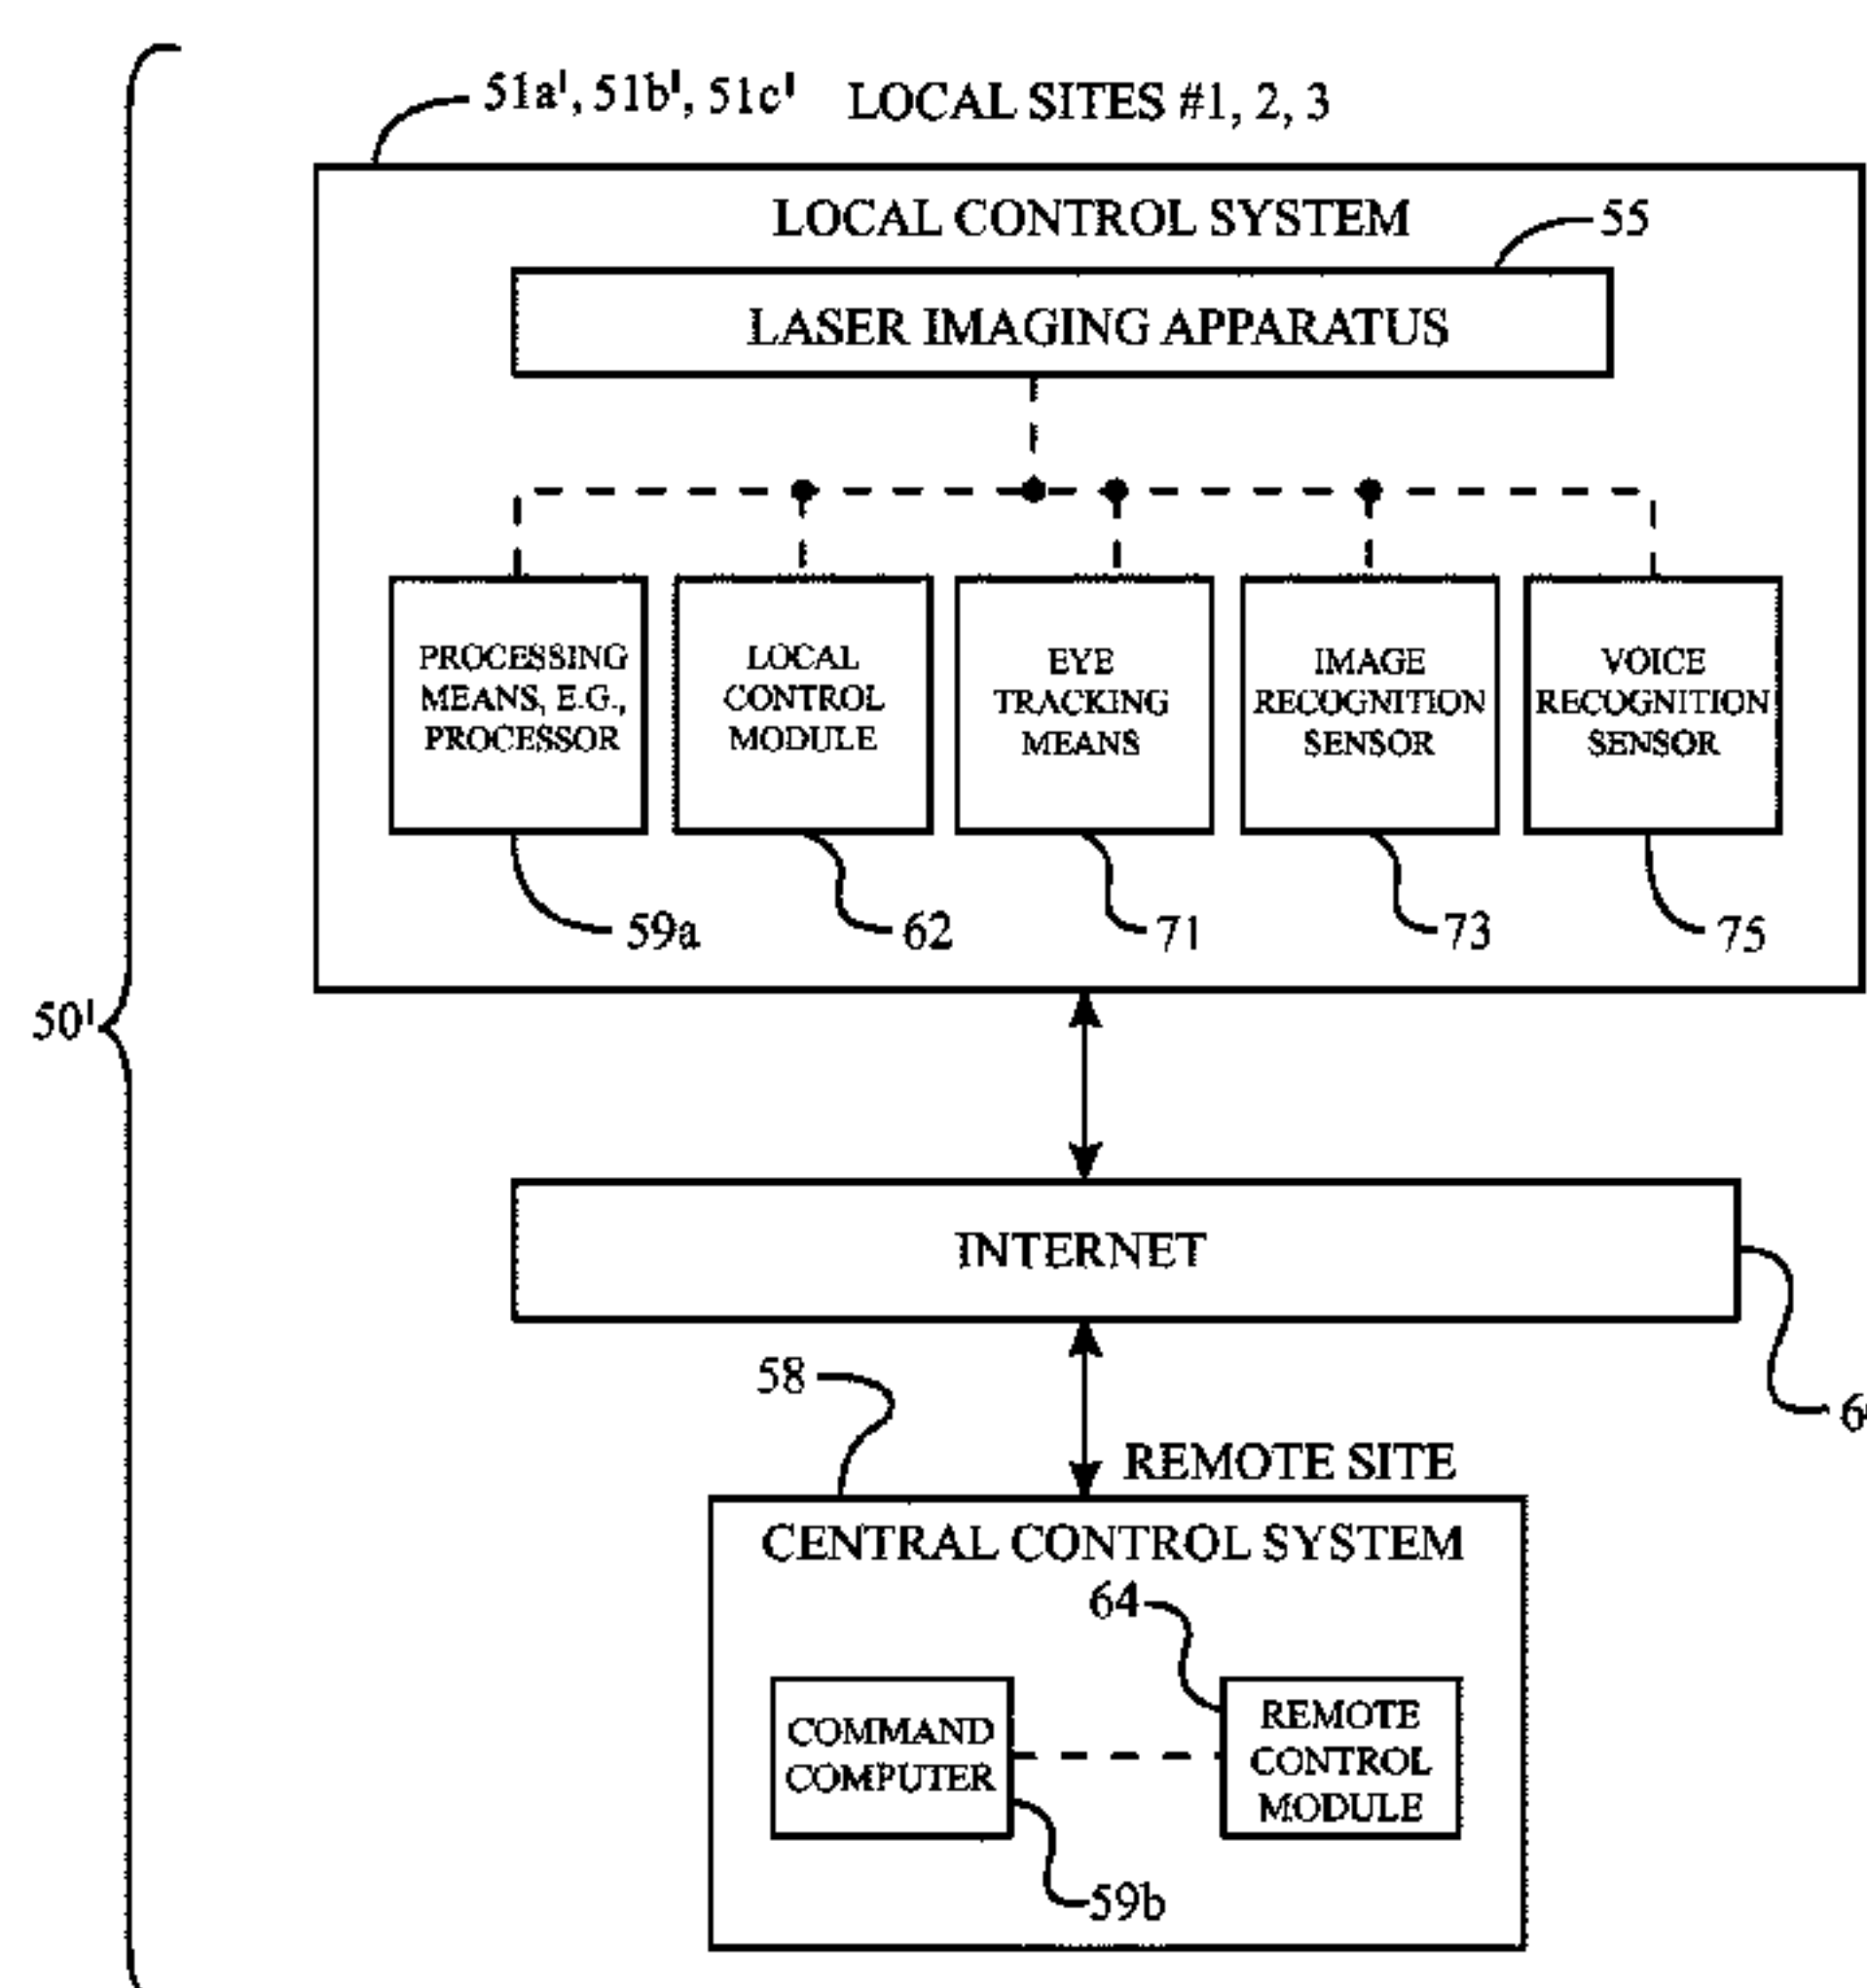 51a', 51b', 51c' LOCAL SITES #1, 2, 3
LOCAL CONTROL SYSTEM
55
LASER IMAGING APPARATUS
PROCESSING
MEANS, E.G.,
PROCESSOR
LOCAL
CONTROL
MODULE
EYE
TRACKING
MEANS
IMAGE
RECOGNITION
SENSOR
VOICE
RECOGNITION
SENSOR
59a
62
71
73
75
50'
INTERNET
58
REMOTE SITE
CENTRAL CONTROL SYSTEM
64
COMMAND
COMPUTER
REMOTE
CONTROL
MODULE
59b